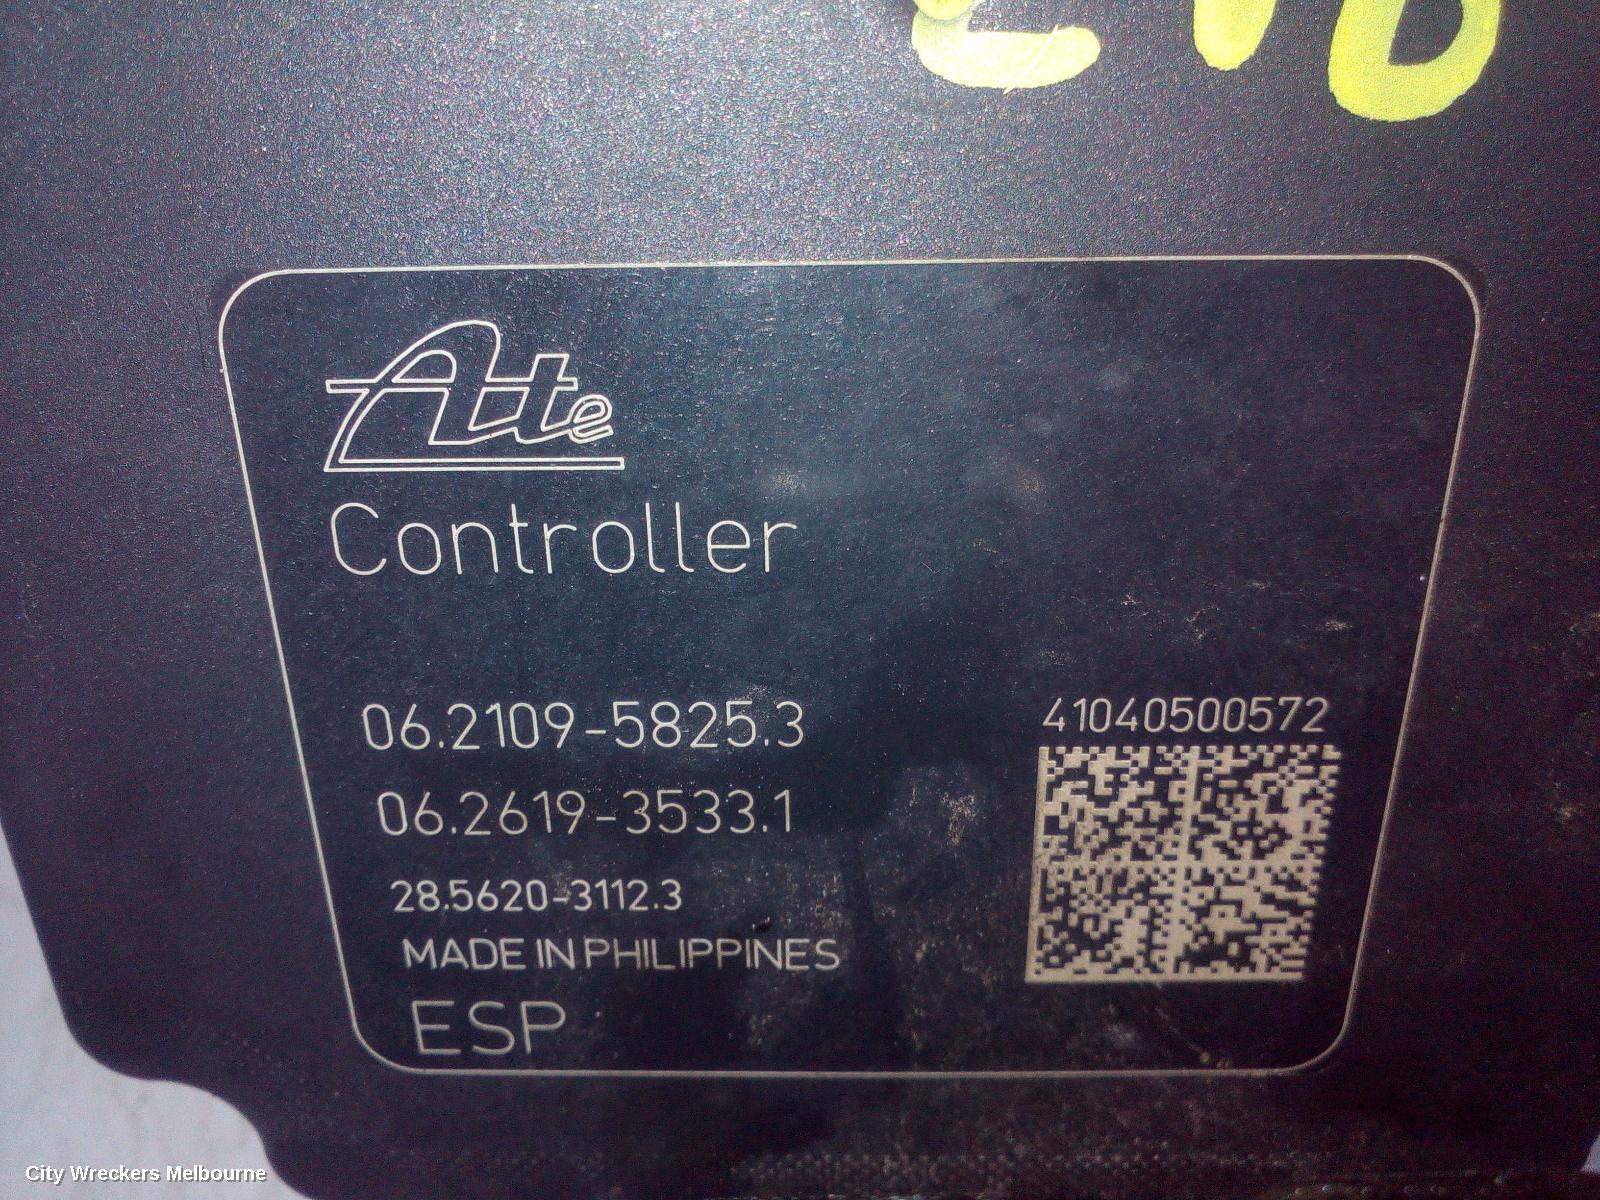 Ate
Controller
06.2109-5825.3
41040500572
06.2619-3533.1
28.5620-3112.3
MADE IN PHILIPPINES
ESP
City Wreckers Melbourne